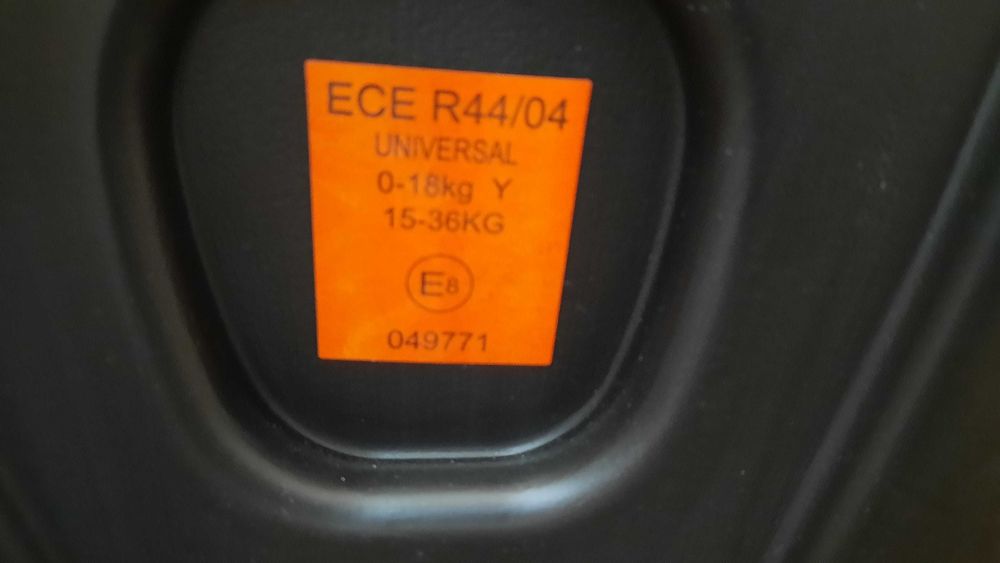 ECE R44/04
UNIVERSAL
0-18kg Y
15-36KG
E8
049771